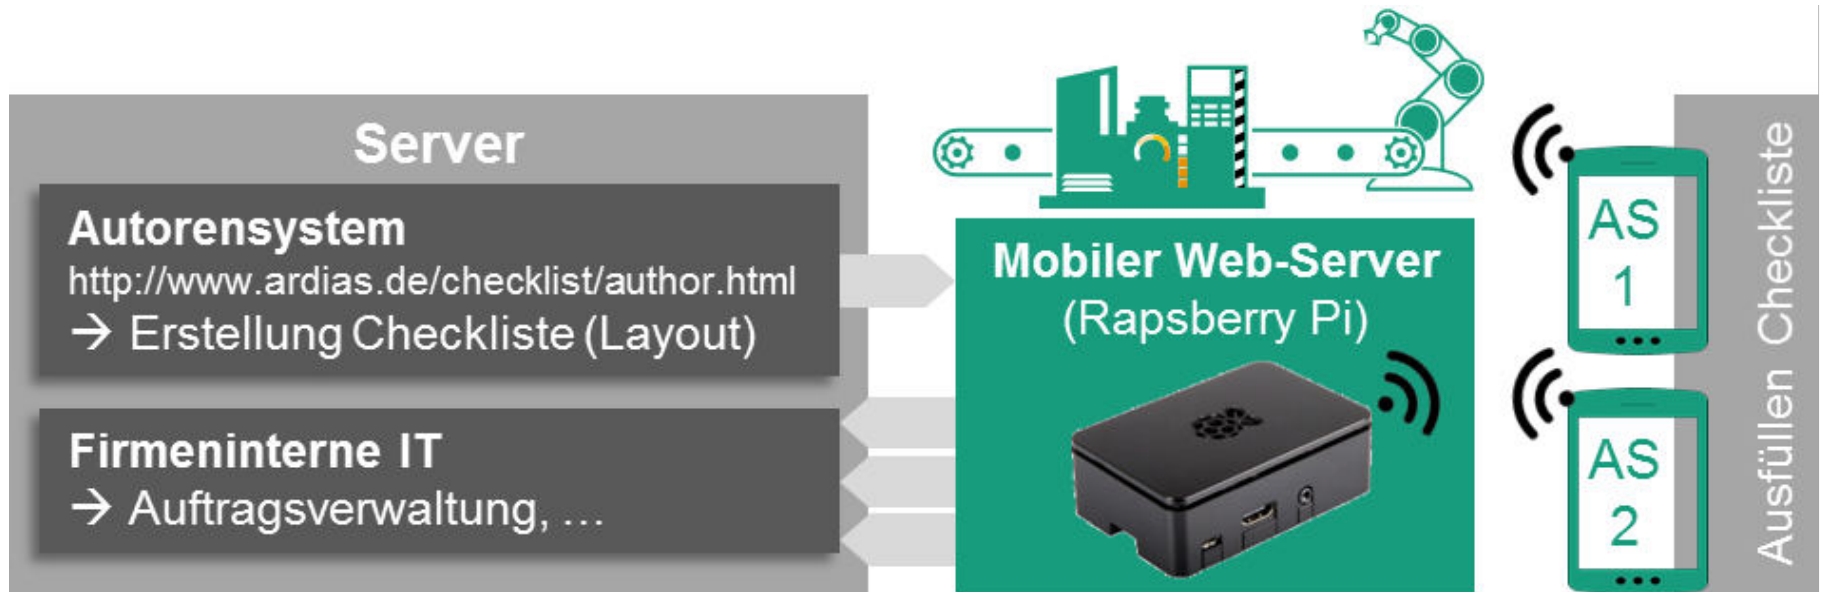 Server
Autorensystem
http://www.ardias.de/checklist/author.html
→ Erstellung Checkliste (Layout)
Firmeninterne IT
→ Auftragsverwaltung, …
Mobiler Web-Server
(Rapsberry Pi)
AS
1
AS
2
Ausfüllen Checkliste